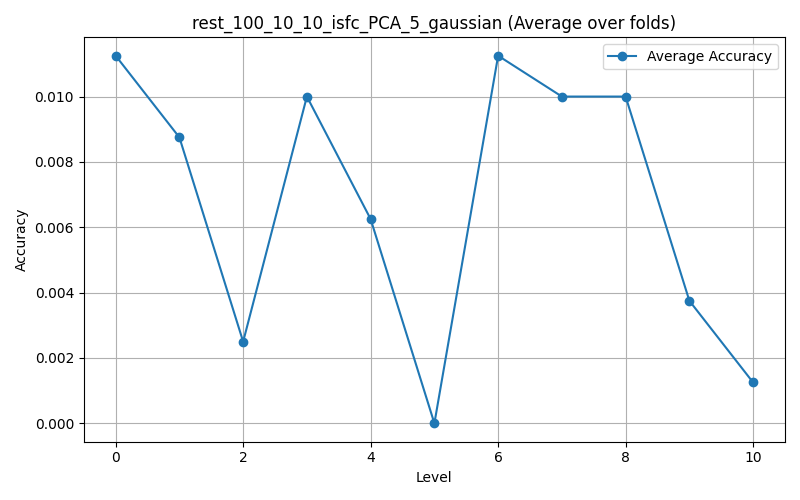 rest_100_10_10_isfc_PCA_5_gaussian (Average over folds)
Average Accuracy
0.010
0.008
0.006
0.004
0.002
0.000
Accuracy
0 2 4 6 8 10
Level